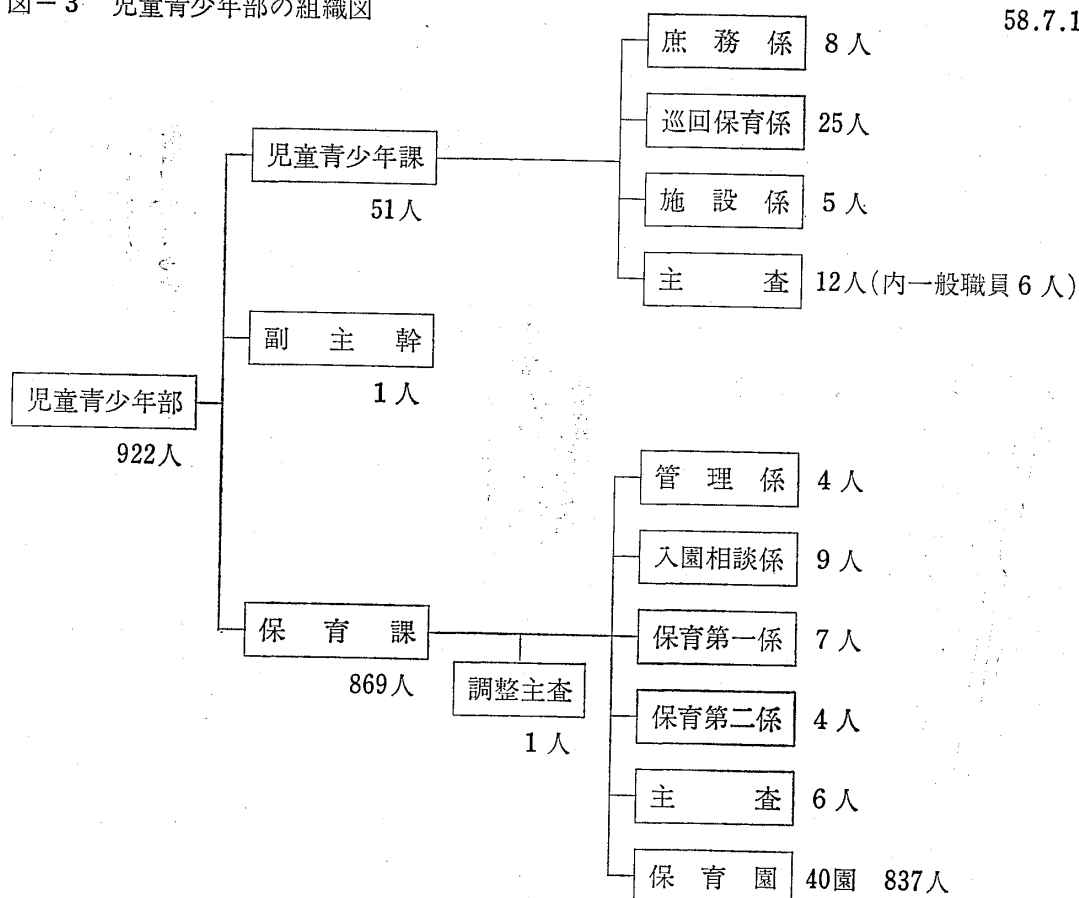 図-3 児童青少年部の組織図
58.7.1
庶務係 8人
巡回保育係 25人
児童青少年課
51人
施設係 5人
主査 12人(内一般職員6人)
副主幹
1人
児童青少年部
922人
管理係 4人
入園相談係 9人
保育課
869人
調整主査
1人
保育第一係 7人
保育第二係 4人
主査 6人
保育園 40園 837人